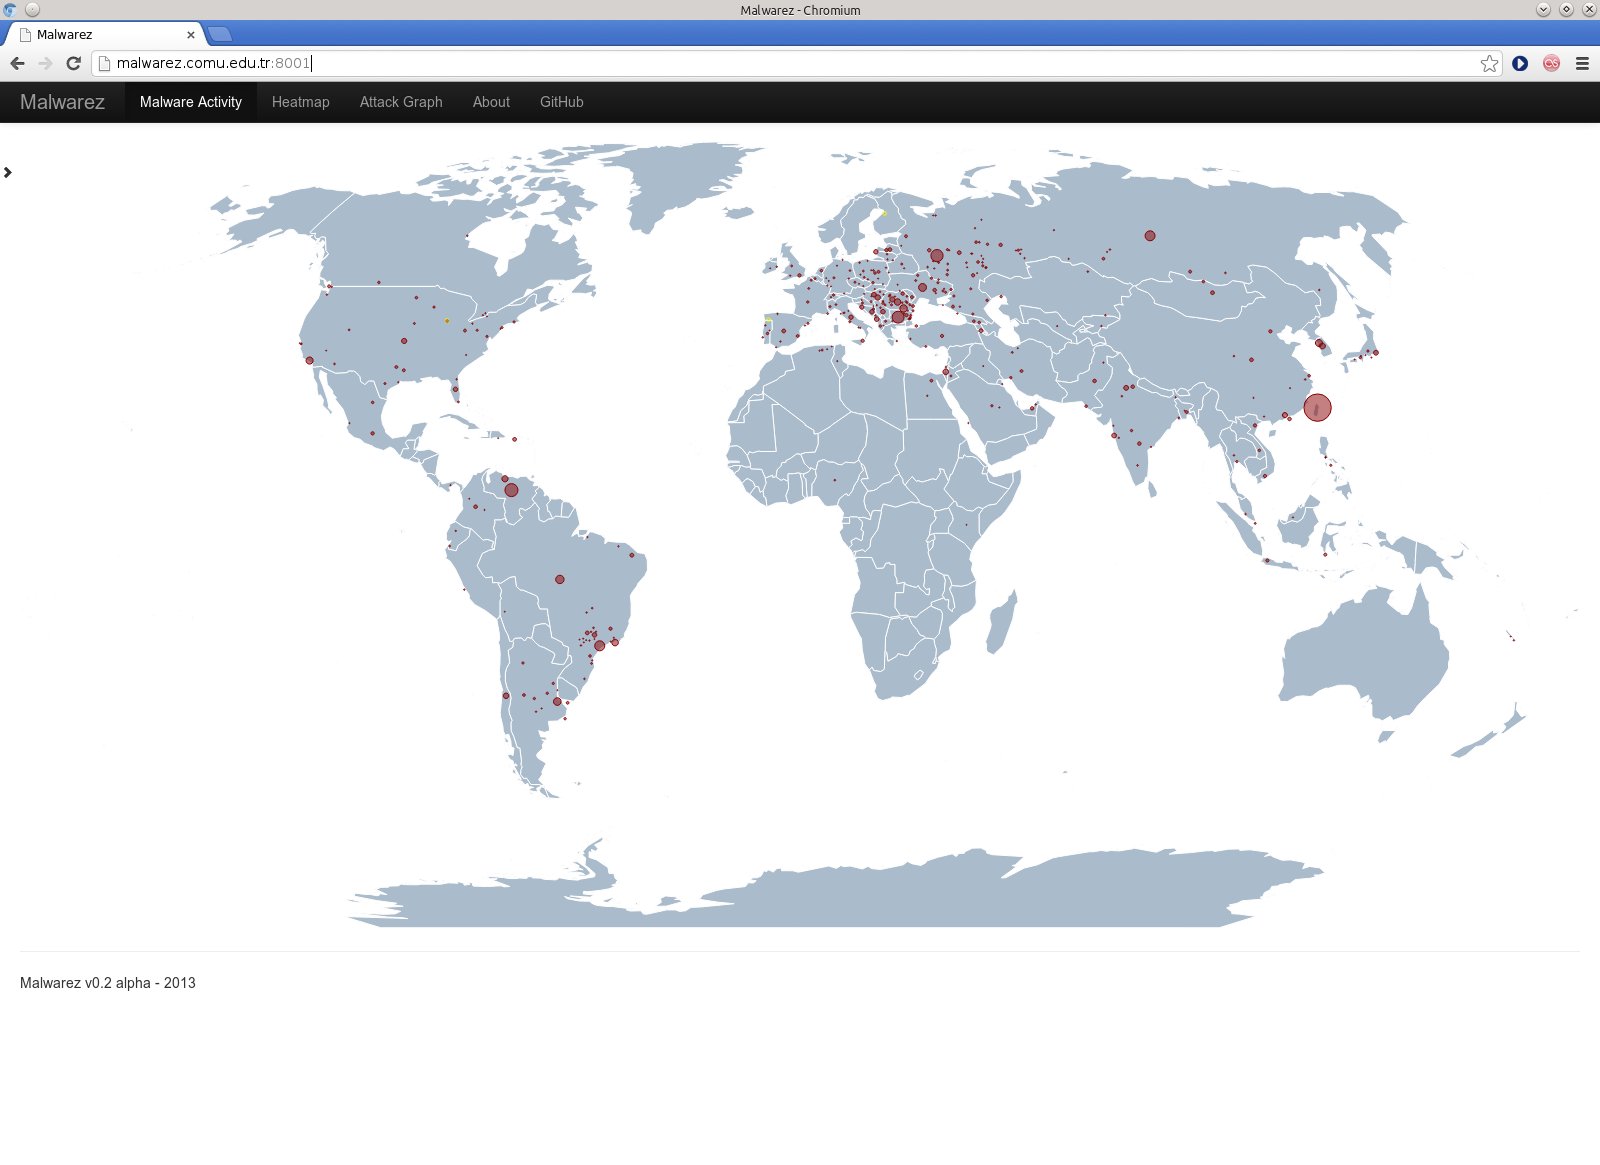 Malwarez - Chromium
Malwarez
malwarez.comu.edu.tr:8001
Malwarez Malware Activity Heatmap Attack Graph About GitHub
Malwarez v0.2 alpha - 2013